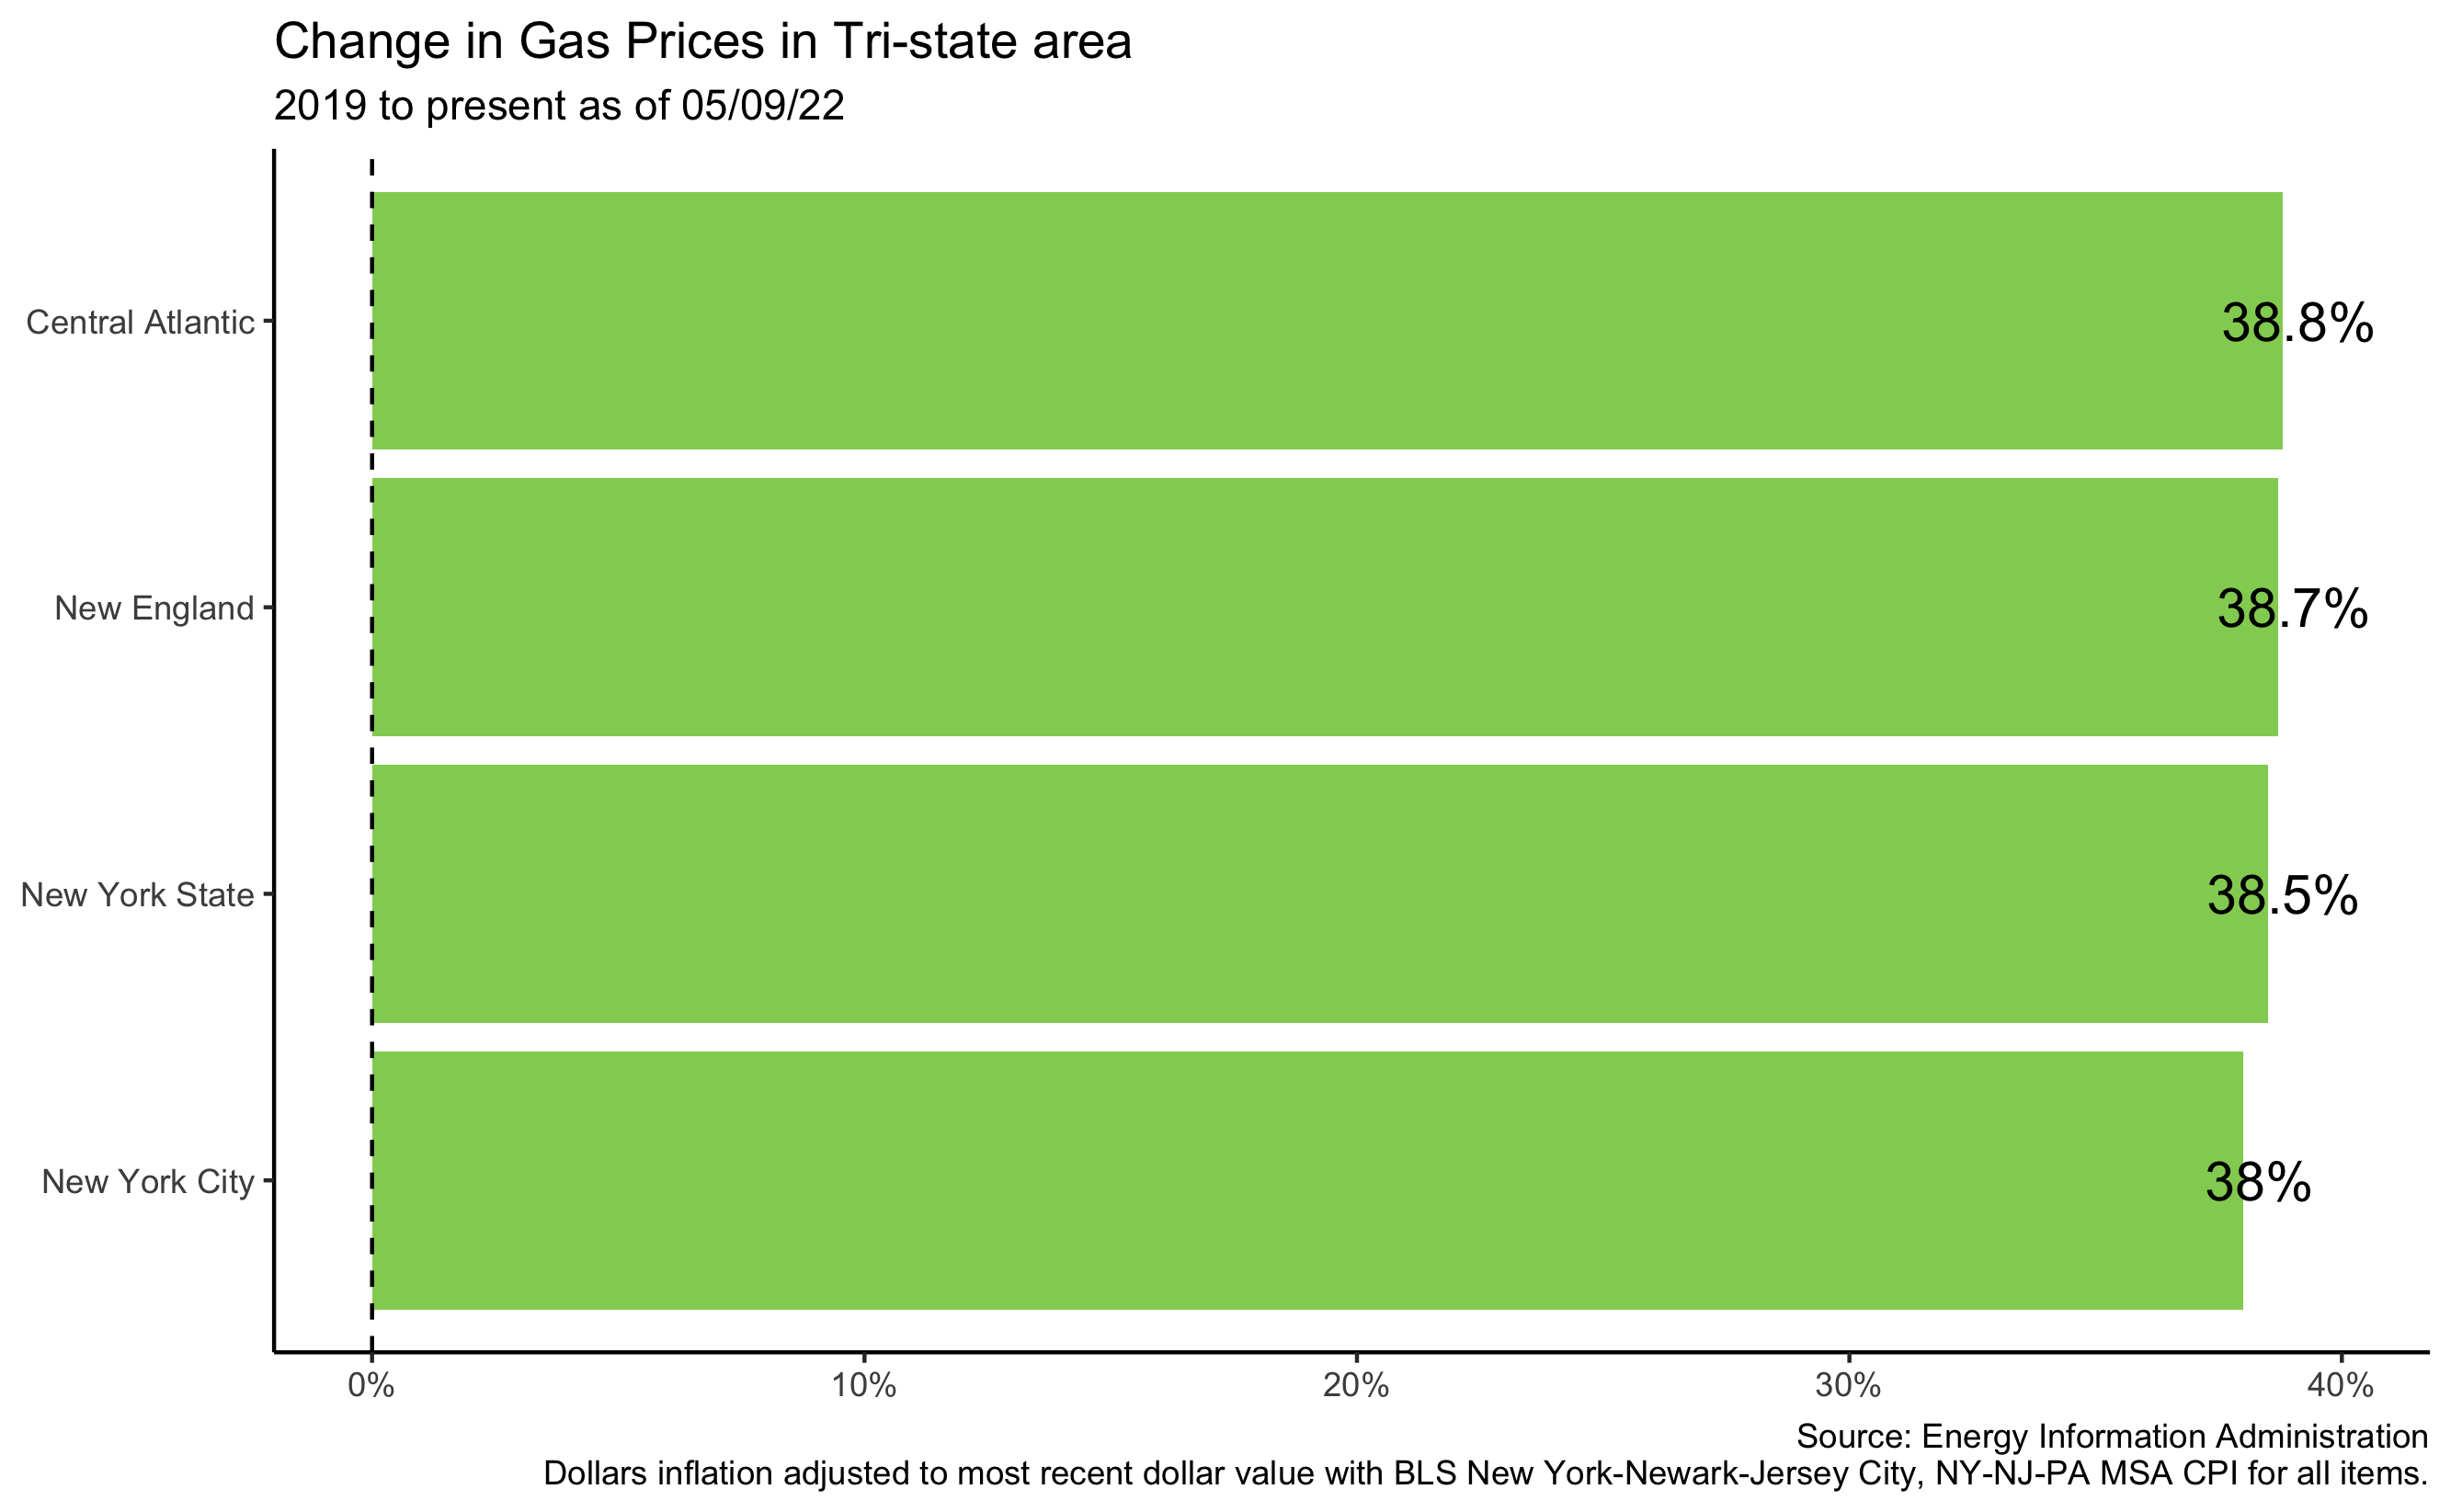 Change in Gas Prices in Tri-state area
2019 to present as of 05/09/22
Central Atlantic
38.8%
New England
38.7%
New York State
38.5%
New York City
38%
0%
10%
20%
30%
40%
Source: Energy Information Administration
Dollars inflation adjusted to most recent dollar value with BLS New York-Newark-Jersey City, NY-NJ-PA MSA CPI for all items.